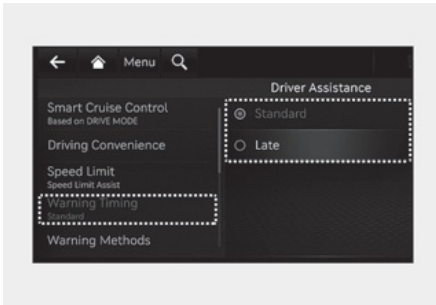 Menu
Driver Assistance
Smart Cruise Control
Based on DRIVE MODE
Driving Convenience
Speed Limit
Speed Limit Assist
Warning Timing
Standard
Warning Methods
Standard
Late